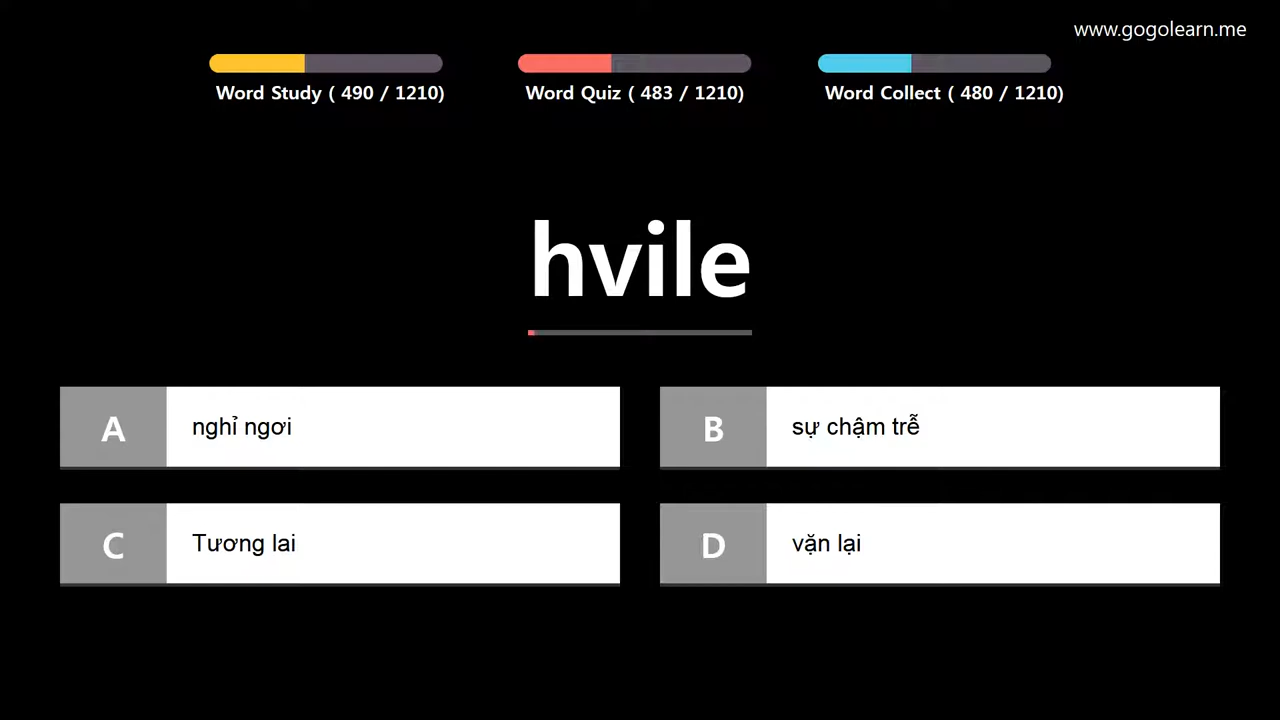 www.gogolearn.me
Word Study ( 490 / 1210)
Word Quiz ( 483 / 1210)
Word Collect ( 480 / 1210)
hvile
A
nghỉ ngơi
B
sự chậm trễ
C
Tương lai
D
vặn lại